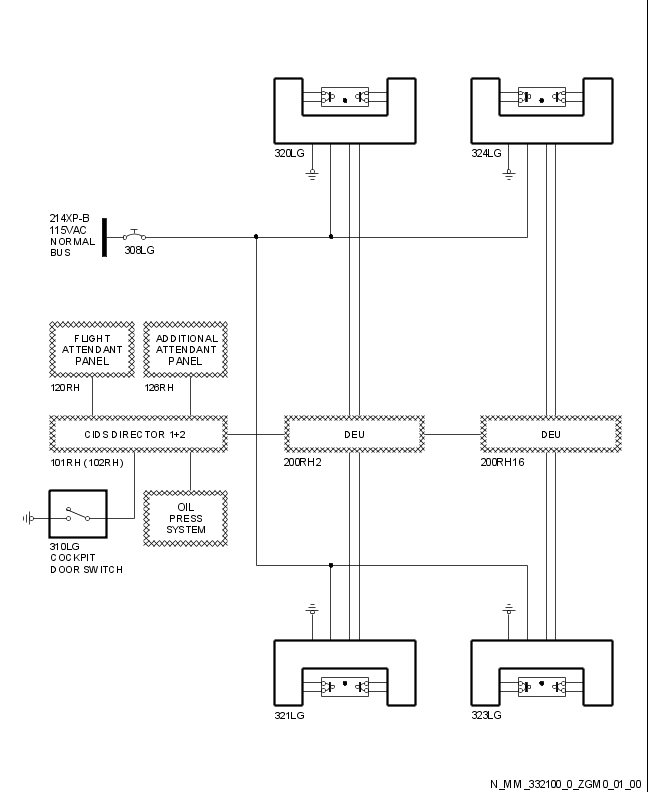 320LG
324LG
214XP-B
115VAC
NORMAL
BUS
308LG
FLIGHT
ATTENDANT
PANEL
ADDITIONAL
ATTENDANT
PANEL
120RH
126RH
CIDS DIRECTOR 1+2
DEU
DEU
101RH (102RH)
200RH2
200RH16
OIL
PRESS
SYSTEM
310LG
COCKPIT
DOOR SWITCH
321LG
323LG
N_MM_332100_0_ZGM0_01_00